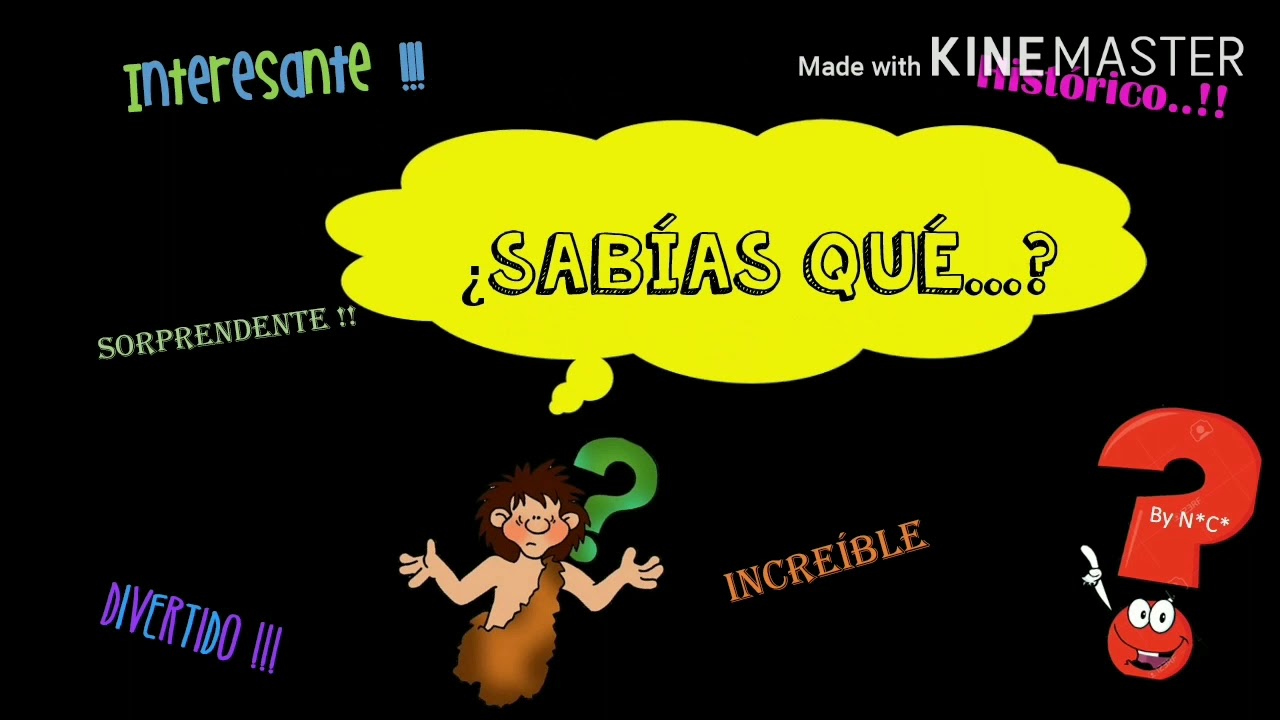 Interesante !!!
Made with KINEMASTER
Histórico..!!
¿SABÍAS QUÉ...?
SORPRENDENTE !!
By N*C*
INCREÍBLE
DIVERTIDO !!!